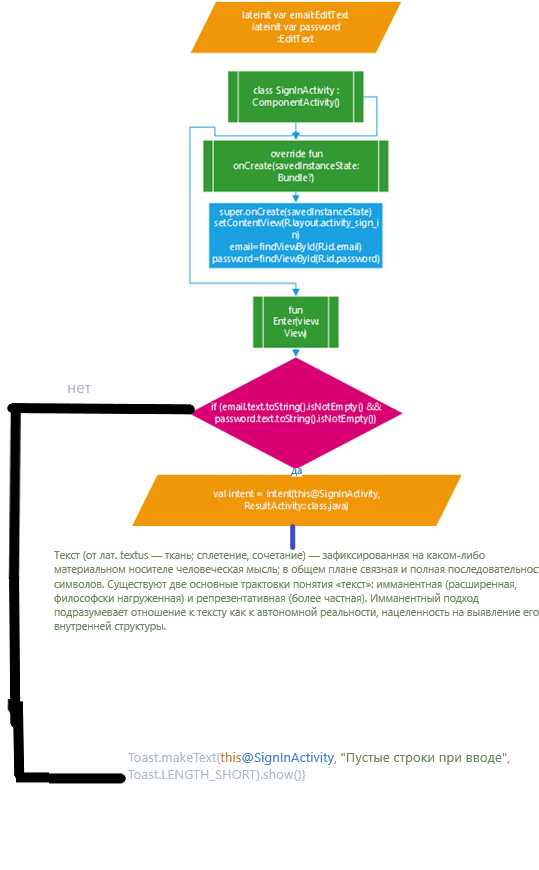 lateinit var email:EditText
lateinit var password
:EditText
class SignInActivity :
ComponentActivity()
override fun
onCreate(savedInstanceState:
Bundle?)
super.onCreate(savedInstanceState)
setContentView(R.layout.activity_sign_i
n)
email=findViewById(R.id.email)
password=findViewById(R.id.password)
fun
Enter(view:
View)
нет
if (email.text.toString().isNotEmpty() &&
password.text.toString().isNotEmpty())
да
val intent = Intent(this@SignInActivity,
ResultActivity::class.java)
Текст (от лат. textus — ткань; сплетение, сочетание) — зафиксированная на каком-либо
материальном носителе человеческая мысль; в общем плане связная и полная последовательност
символов. Существуют две основные трактовки понятия «текст»: имманентная (расширенная,
философски нагруженная) и репрезентативная (более частная). Имманентный подход
подразумевает отношение к тексту как к автономной реальности, нацеленность на выявление его
внутренней структуры.
Toast.makeText(this@SignInActivity, "Пустые строки при вводе",
Toast.LENGTH_SHORT).show()}